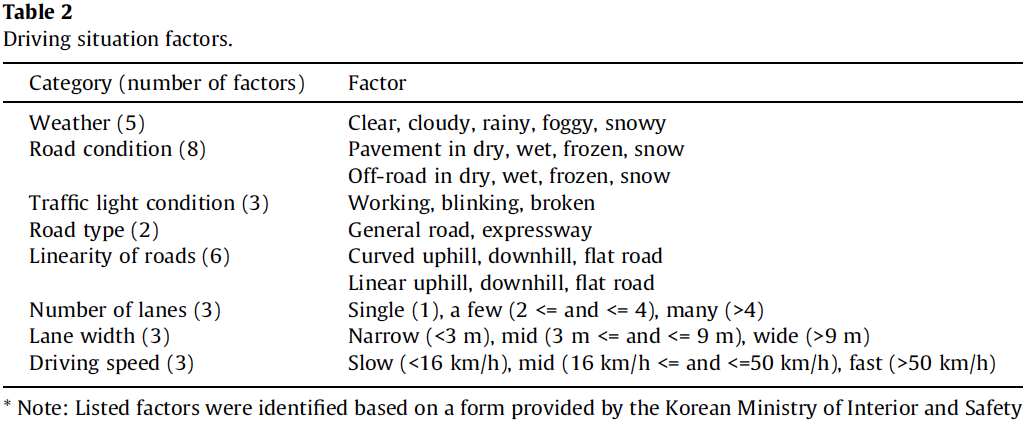 Table 2
Driving situation factors.
Category (number of factors) Factor
Weather (5) Clear, cloudy, rainy, foggy, snowy
Road condition (8) Pavement in dry, wet, frozen, snow
Off-road in dry, wet, frozen, snow
Traffic light condition (3) Working, blinking, broken
Road type (2) General road, expressway
Linearity of roads (6) Curved uphill, downhill, flat road
Linear uphill, downhill, flat road
Number of lanes (3) Single (1), a few (2 <= and <= 4), many (>4)
Lane width (3) Narrow (<3 m), mid (3 m <= and <= 9 m), wide (>9 m)
Driving speed (3) Slow (<16 km/h), mid (16 km/h <= and <=50 km/h), fast (>50 km/h)
* Note: Listed factors were identified based on a form provided by the Korean Ministry of Interior and Safety